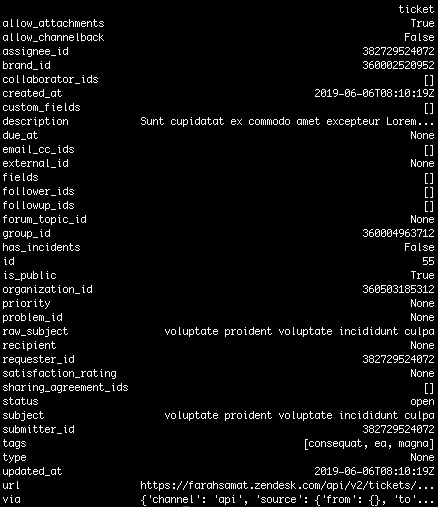 ticket
allow_attachments True
allow_channelback False
assignee_id 382729524072
brand_id 360002520952
collaborator_ids []
created_at 2019-06-06T08:10:19Z
custom_fields []
description Sunt cupidatat ex commodo amet excepteur Lorem...
due_at None
email_cc_ids []
external_id None
fields []
follower_ids []
followup_ids []
forum_topic_id None
group_id 360004963712
has_incidents False
id 55
is_public True
organization_id 360503185312
priority None
problem_id None
raw_subject voluptate proident voluptate incididunt culpa
recipient None
requester_id 382729524072
satisfaction_rating None
sharing_agreement_ids []
status open
subject voluptate proident voluptate incididunt culpa
submitter_id 382729524072
tags [consequat, ea, magna]
type None
updated_at 2019-06-06T08:10:19Z
url https://farahsamat.zendesk.com/api/v2/tickets/...
via {'channel': 'api', 'source': {'from': {}, 'to'...